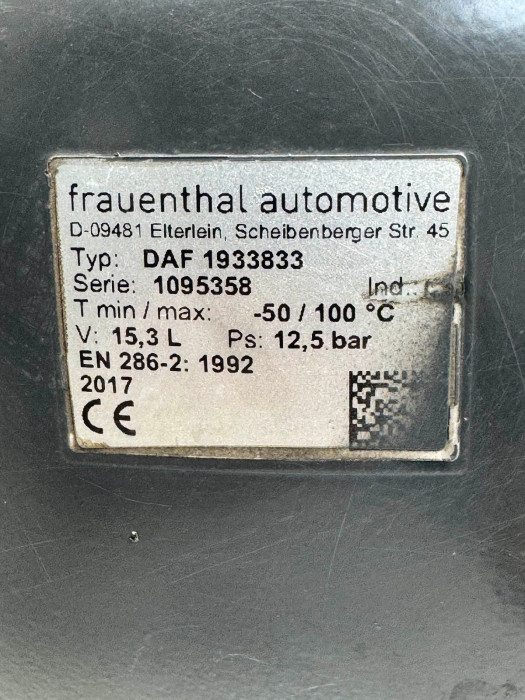 frauenthal automotive
D-09481 Elterlein, Scheibenberger Str. 45
Typ: DAF 1933833
Serie: 1095358 Ind.:
T min / max: -50 / 100 °C
V: 15,3 L Ps: 12,5 bar
EN 286-2: 1992
2017
CE